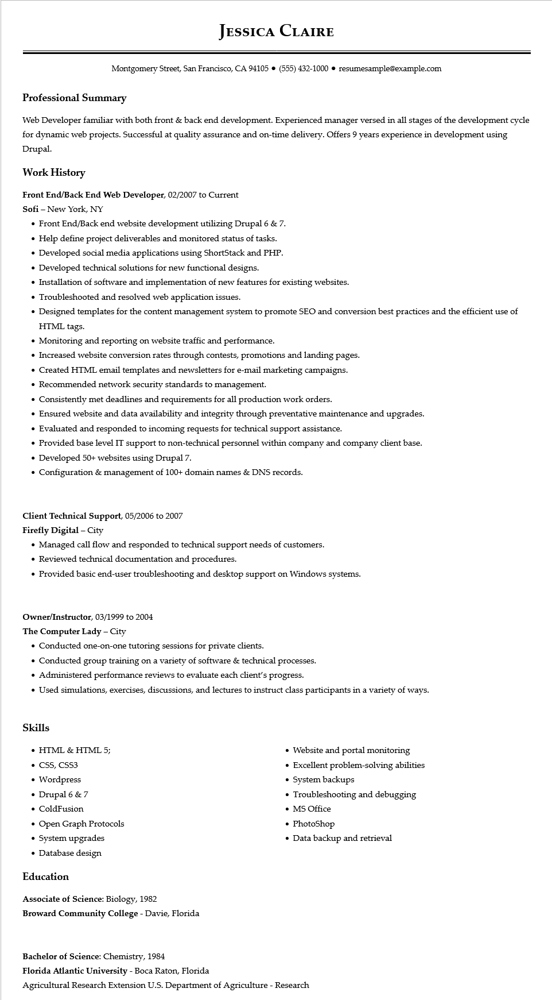 Jessica Claire
Montgomery Street, San Francisco, CA 94105 ● (555) 432-1000 ● resumesample@example.com
Professional Summary
Web Developer familiar with both front & back end development. Experienced manager versed in all stages of the development cycle
for dynamic web projects. Successful at quality assurance and on-time delivery. Offers 9 years experience in development using
Drupal.
Work History
Front End/Back End Web Developer, 02/2007 to Current
Sofi – New York, NY
• Front End/Back end website development utilizing Drupal 6 & 7.
• Help define project deliverables and monitored status of tasks.
• Developed social media applications using ShortStack and PHP.
• Developed technical solutions for new functional designs.
• Installation of software and implementation of new features for existing websites.
• Troubleshooted and resolved web application issues.
• Designed templates for the content management system to promote SEO and conversion best practices and the efficient use of
HTML tags.
• Monitoring and reporting on website traffic and performance.
• Increased website conversion rates through contests, promotions and landing pages.
• Created HTML email templates and newsletters for e-mail marketing campaigns.
• Recommended network security standards to management.
• Consistently met deadlines and requirements for all production work orders.
• Ensured website and data availability and integrity through preventative maintenance and upgrades.
• Evaluated and responded to incoming requests for technical support assistance.
• Provided base level IT support to non-technical personnel within company and company client base.
• Developed 50+ websites using Drupal 7.
• Configuration & management of 100+ domain names & DNS records.
Client Technical Support, 05/2006 to 2007
Firefly Digital – City
• Managed call flow and responded to technical support needs of customers.
• Reviewed technical documentation and procedures.
• Provided basic end-user troubleshooting and desktop support on Windows systems.
Owner/Instructor, 03/1999 to 2004
The Computer Lady – City
• Conducted one-on-one tutoring sessions for private clients.
• Conducted group training on a variety of software & technical processes.
• Administered performance reviews to evaluate each client's progress.
• Used simulations, exercises, discussions, and lectures to instruct class participants in a variety of ways.
Skills
• HTML & HTML 5;
• CSS, CSS3
• Wordpress
• Drupal 6 & 7
• ColdFusion
• Open Graph Protocols
• System upgrades
• Database design
• Website and portal monitoring
• Excellent problem-solving abilities
• System backups
• Troubleshooting and debugging
• MS Office
• PhotoShop
• Data backup and retrieval
Education
Associate of Science: Biology, 1982
Broward Community College - Davie, Florida
Bachelor of Science: Chemistry, 1984
Florida Atlantic University - Boca Raton, Florida
Agricultural Research Extension U.S. Department of Agriculture - Research